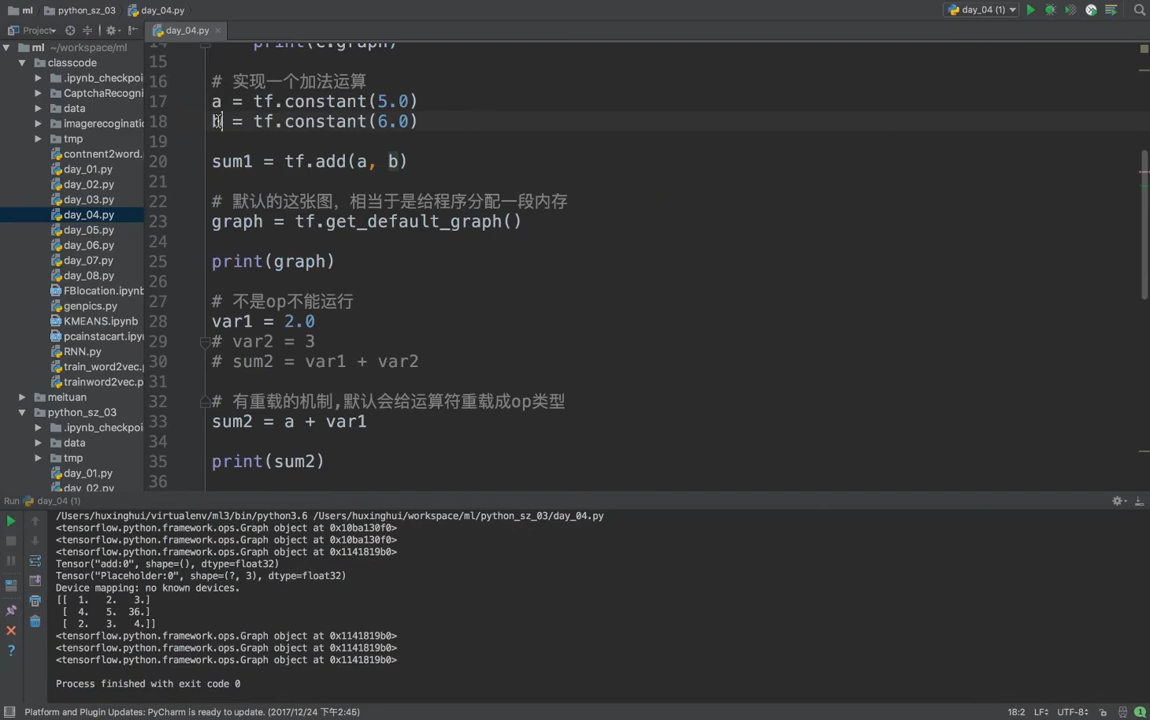 ml python_sz_03 day_04.py
day_04 (1)
Project
day_04.py
ml ~/workspace/ml
classcode
.ipynb_checkpoi
CaptchaRecogni
data
imagerecoginatio
tmp
contnent2word.
day_01.py
day_02.py
day_03.py
day_04.py
day_05.py
day_06.py
day_07.py
day_08.py
FBlocation.ipynb
genpics.py
KMEANS.ipynb
pcainstacart.ipyn
RNN.py
train_word2vec.p
trainword2vec.p
meituan
python_sz_03
.ipynb_checkpoi
data
tmp
day_01.py
day_02.py
14 print(c.graph)
15
16 # 实现一个加法运算
17 a = tf.constant(5.0)
18 b = tf.constant(6.0)
19
20 sum1 = tf.add(a, b)
21
22 # 默认的这张图，相当于是给程序分配一段内存
23 graph = tf.get_default_graph()
24
25 print(graph)
26
27 # 不是op不能运行
28 var1 = 2.0
29 # var2 = 3
30 # sum2 = var1 + var2
31
32 # 有重载的机制,默认会给运算符重载成op类型
33 sum2 = a + var1
34
35 print(sum2)
36
Run day_04 (1)
/Users/huxinghui/virtualenv/ml3/bin/python3.6 /Users/huxinghui/workspace/ml/python_sz_03/day_04.py
<tensorflow.python.framework.ops.Graph object at 0x10ba130f0>
<tensorflow.python.framework.ops.Graph object at 0x10ba130f0>
<tensorflow.python.framework.ops.Graph object at 0x1141819b0>
Tensor("add:0", shape=(), dtype=float32)
Tensor("Placeholder:0", shape=(?, 3), dtype=float32)
Device mapping: no known devices.
[[ 1. 2. 3.]
[ 4. 5. 36.]
[ 2. 3. 4.]]
<tensorflow.python.framework.ops.Graph object at 0x1141819b0>
<tensorflow.python.framework.ops.Graph object at 0x1141819b0>
<tensorflow.python.framework.ops.Graph object at 0x1141819b0>
Process finished with exit code 0
Platform and Plugin Updates: PyCharm is ready to update. (2017/12/24 下午2:45)
18:2 LF÷ UTF-8÷ 1